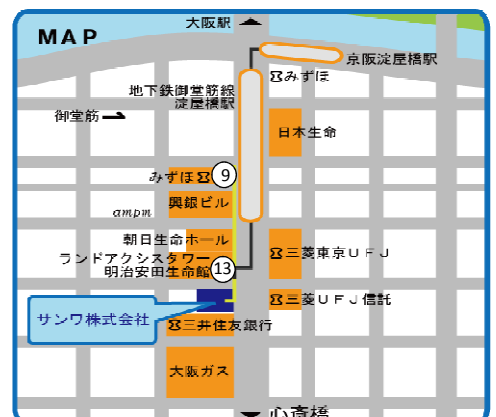 大阪駅
MAP
京阪淀屋橋駅
みずほ
地下鉄御堂筋線
淀屋橋駅
御堂筋
日本生命
みずほ
9
興銀ビル
ampm
朝日生命ホール
ランドアクシスタワー
明治安田生命館
13
三菱東京UFJ
三菱UFJ信託
サンワ株式会社
三井住友銀行
大阪ガス
心斎橋